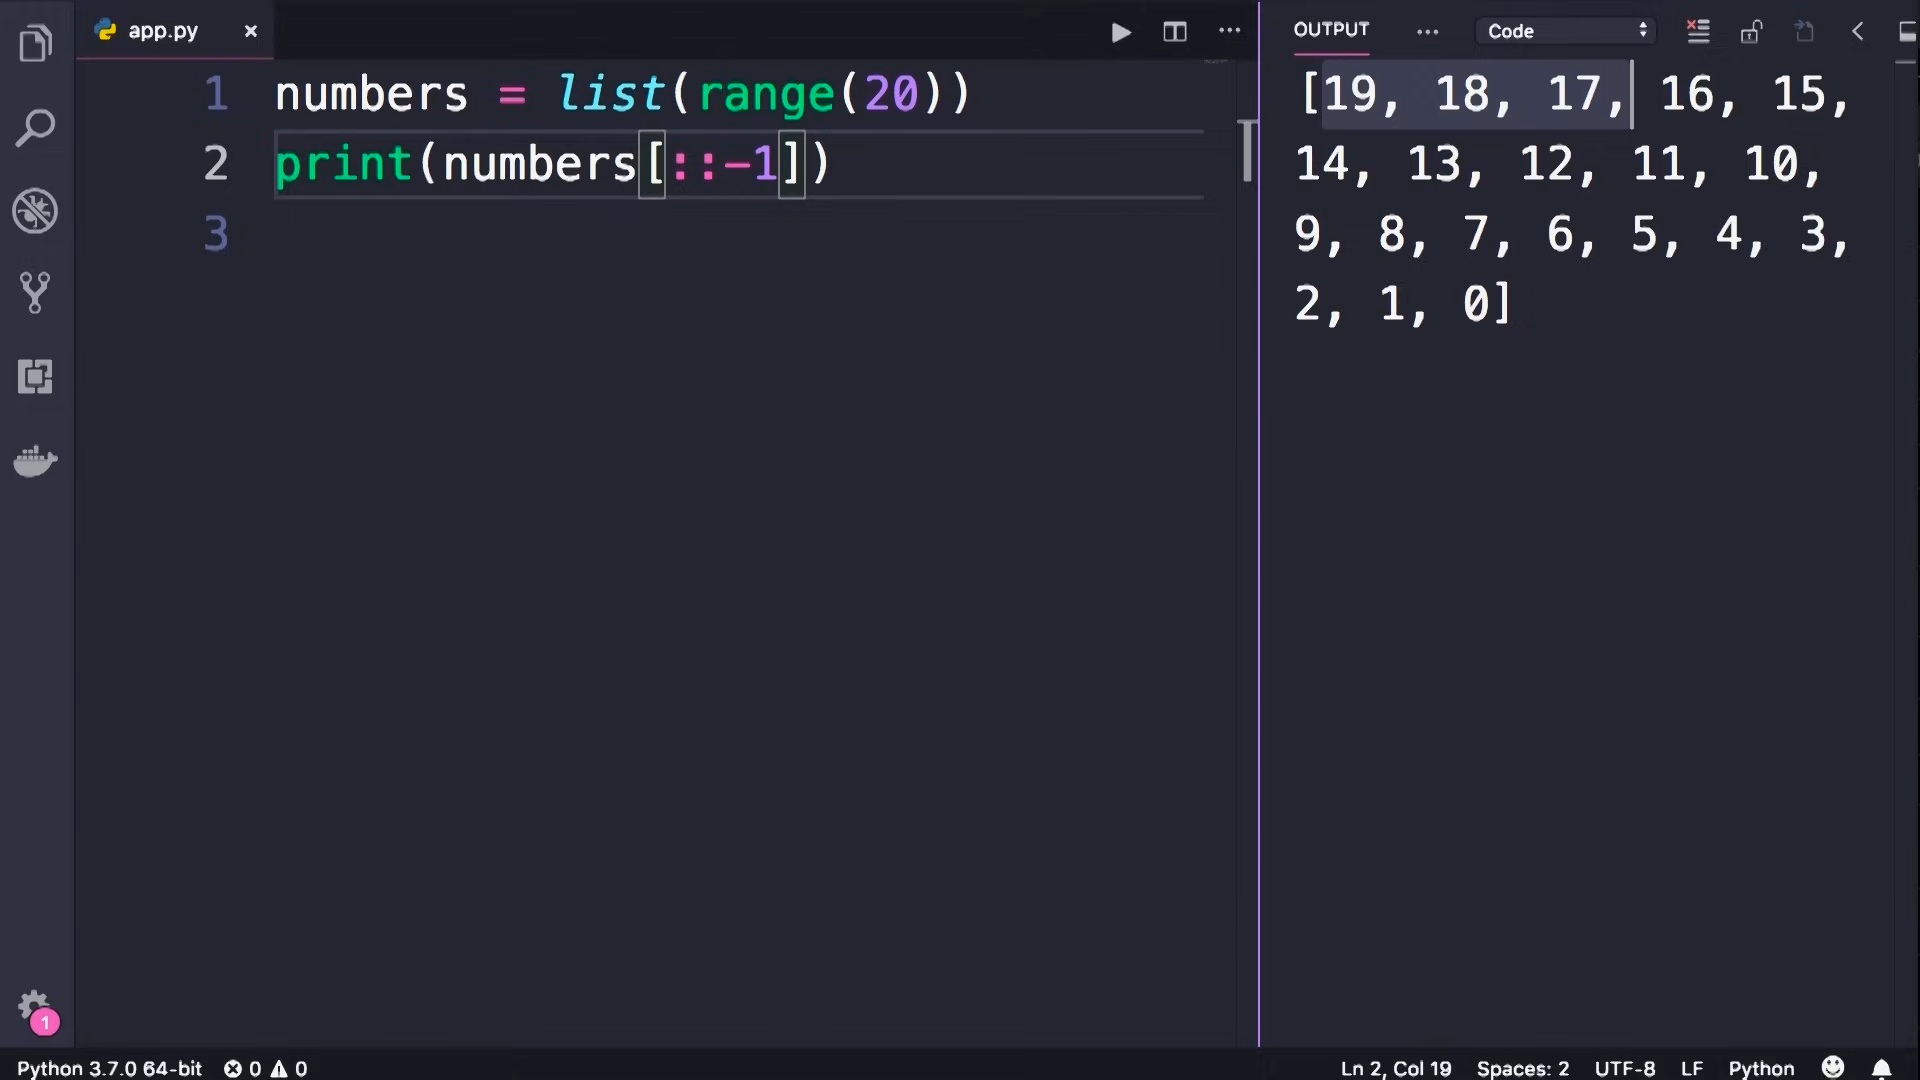 app.py ×
OUTPUT ... Code
1 numbers = list(range(20))
2 print(numbers[::-1])
3
[19, 18, 17, 16, 15,
14, 13, 12, 11, 10,
9, 8, 7, 6, 5, 4, 3,
2, 1, 0]
1
Python 3.7.0 64-bit 0 0
Ln 2, Col 19 Spaces: 2 UTF-8 LF Python